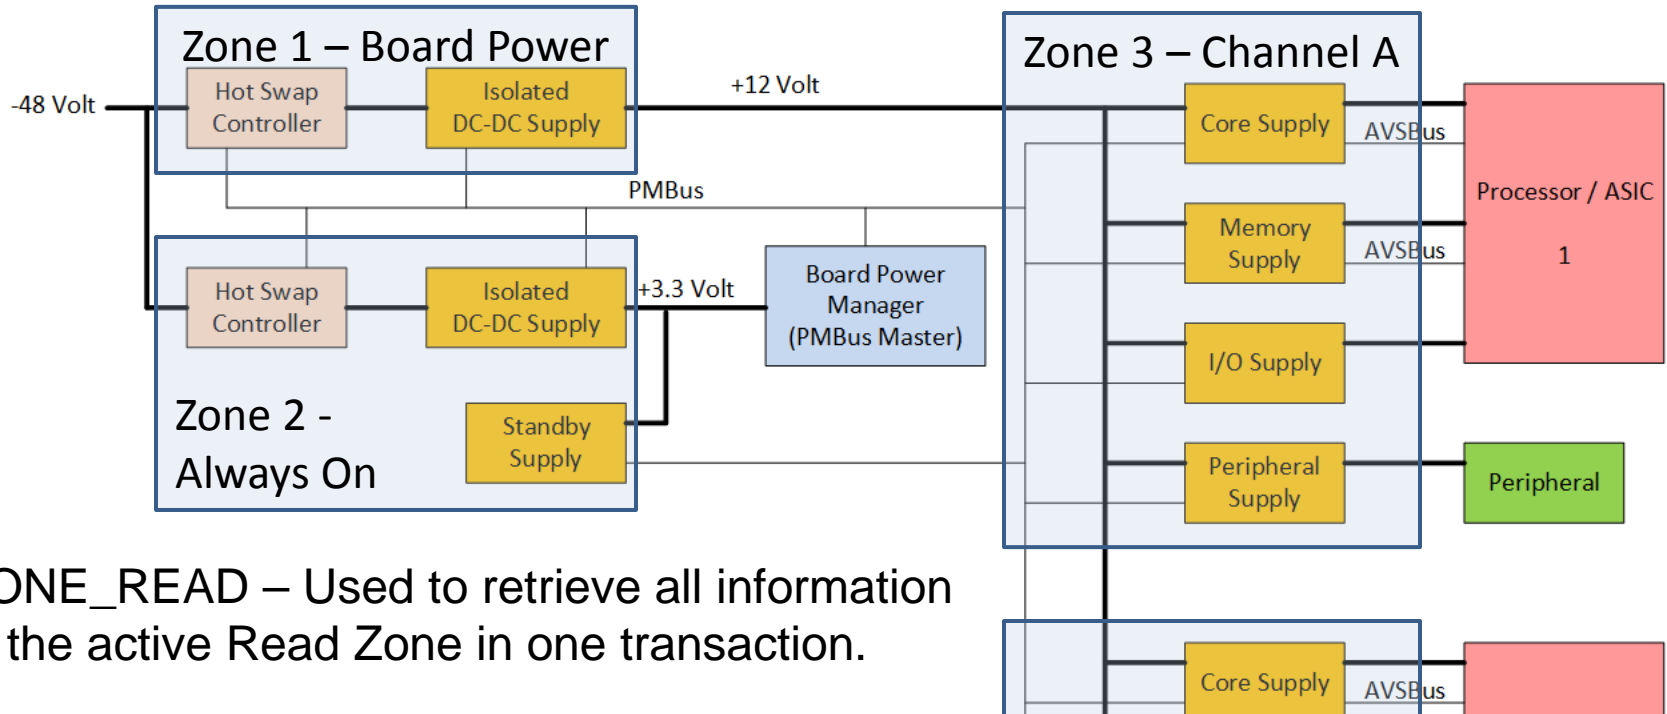 Zone 1 – Board Power
-48 Volt
Hot Swap
Controller
Isolated
DC-DC Supply
+12 Volt
PMBus
Hot Swap
Controller
Isolated
DC-DC Supply
+3.3 Volt
Board Power
Manager
(PMBus Master)
Zone 2 -
Always On
Standby
Supply
Zone 3 – Channel A
Core Supply
AVSBus
Memory
Supply
AVSBus
I/O Supply
Peripheral
Supply
Processor / ASIC
1
Peripheral
ONE_READ – Used to retrieve all information
the active Read Zone in one transaction.
Core Supply
AVSBus